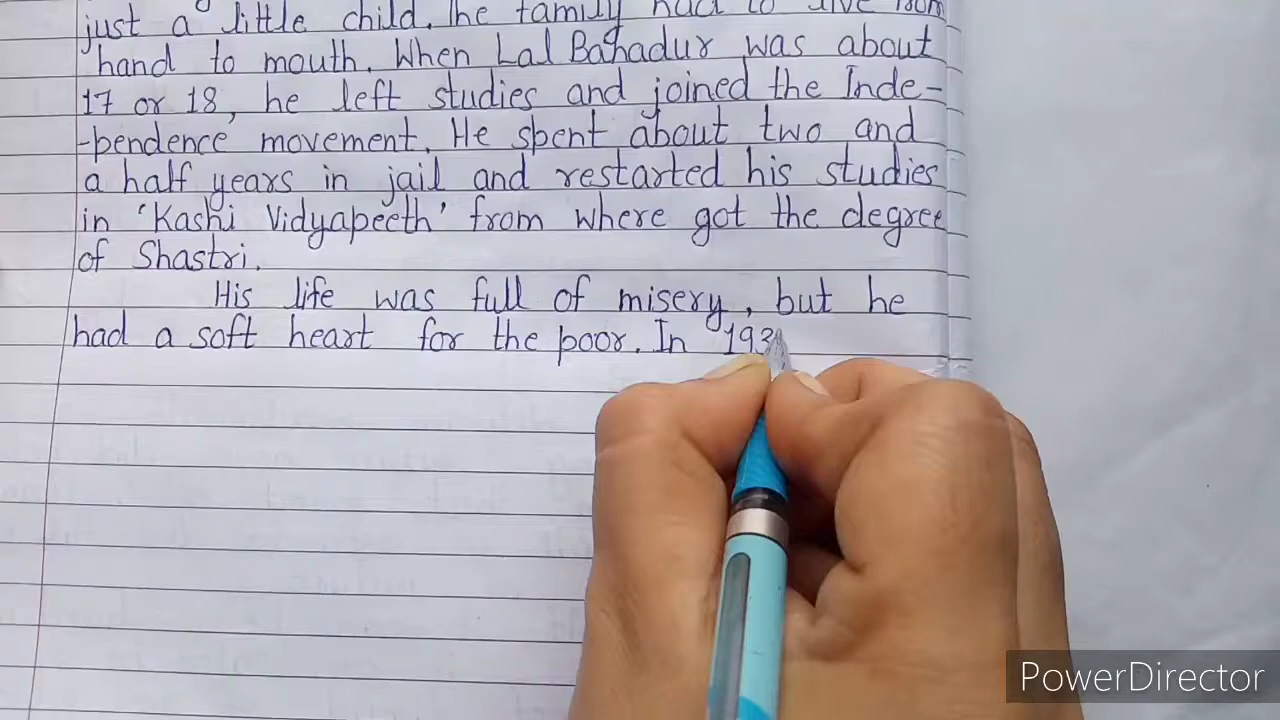 just a little child. The family had to live from
hand to mouth. When Lal Bahadur was about
17 or 18, he left studies and joined the Inde-
-pendence movement. He spent about two and
a half years in jail and restarted his studies
in 'Kashi Vidyapeeth' from where got the degree
of Shastri.
His life was full of misery, but he
had a soft heart for the poor. In 193
PowerDirector